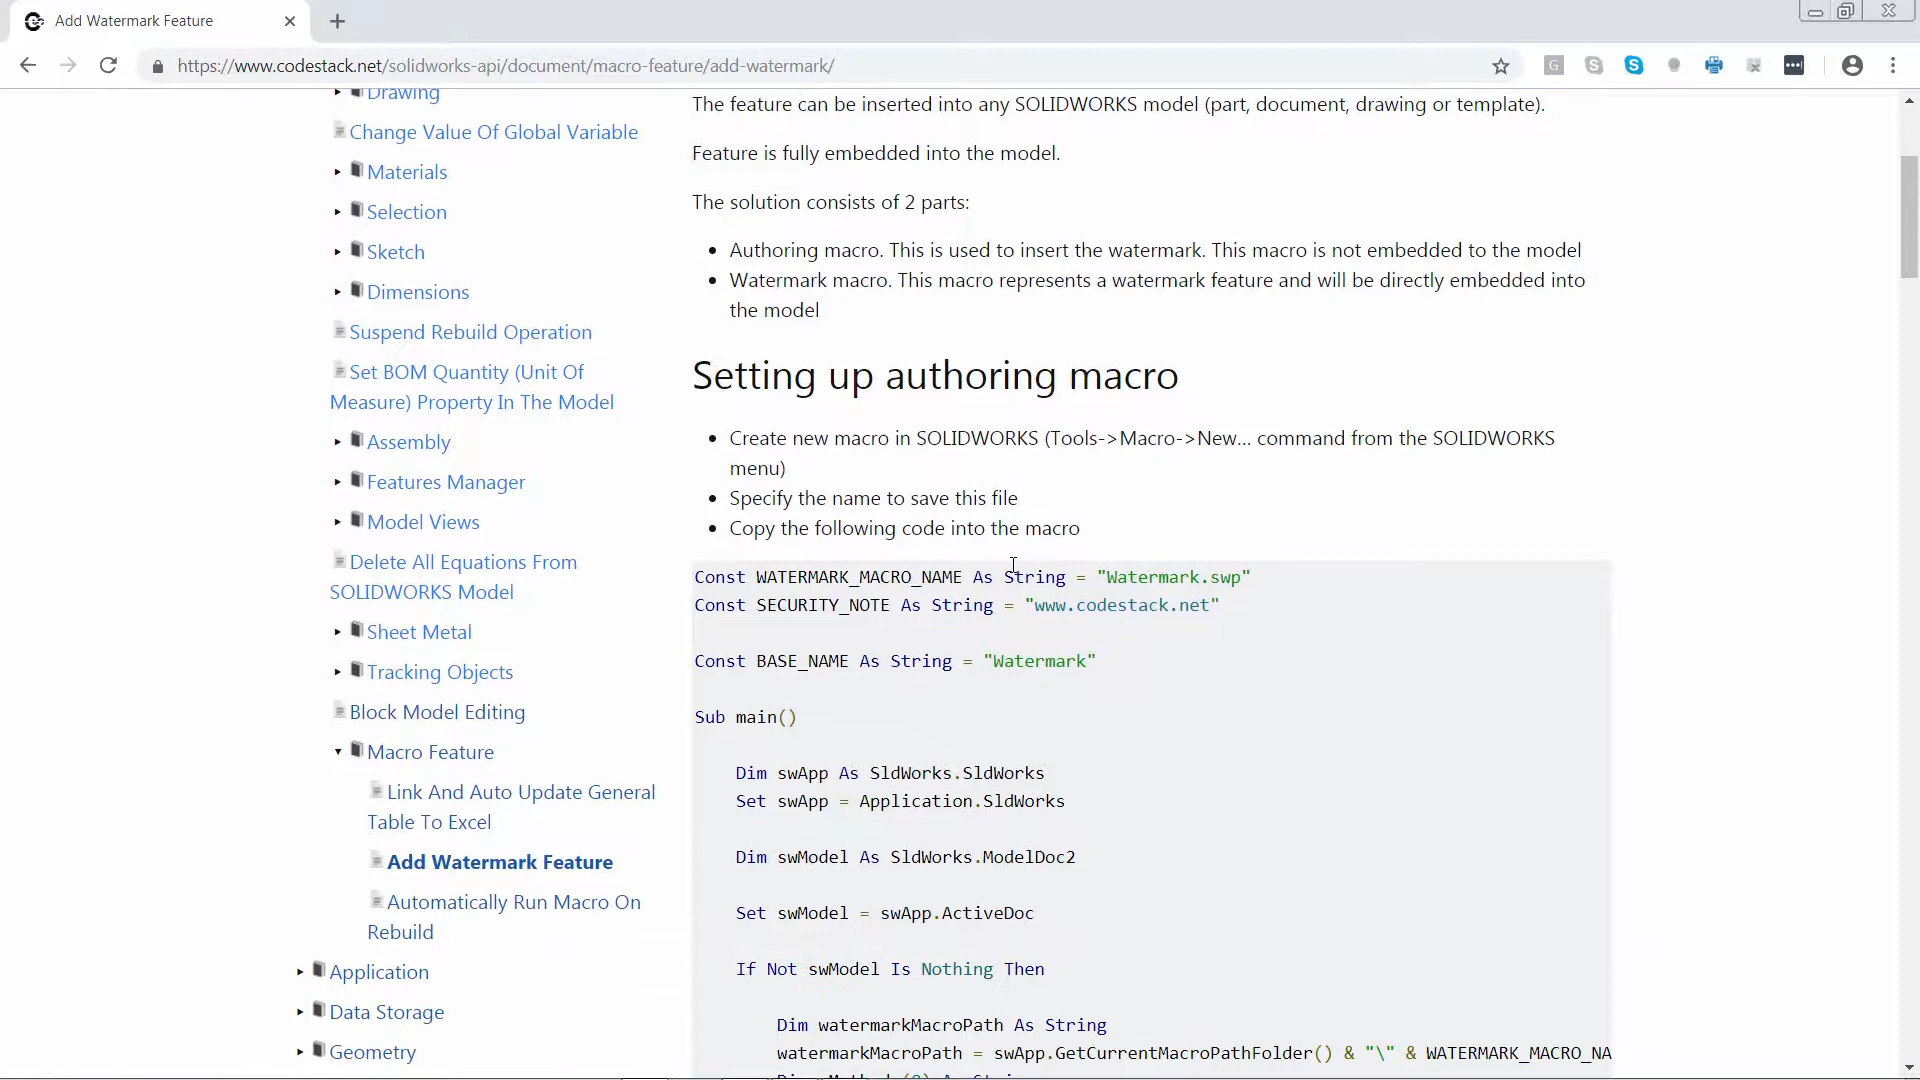 Add Watermark Feature
https://www.codestack.net/solidworks-api/document/macro-feature/add-watermark/
Drawing
Change Value Of Global Variable
Materials
Selection
Sketch
Dimensions
Suspend Rebuild Operation
Set BOM Quantity (Unit Of
Measure) Property In The Model
Assembly
Features Manager
Model Views
Delete All Equations From
SOLIDWORKS Model
Sheet Metal
Tracking Objects
Block Model Editing
Macro Feature
Link And Auto Update General
Table To Excel
Add Watermark Feature
Automatically Run Macro On
Rebuild
Application
Data Storage
Geometry
The feature can be inserted into any SOLIDWORKS model (part, document, drawing or template).
Feature is fully embedded into the model.
The solution consists of 2 parts:
• Authoring macro. This is used to insert the watermark. This macro is not embedded to the model
• Watermark macro. This macro represents a watermark feature and will be directly embedded into
the model
Setting up authoring macro
• Create new macro in SOLIDWORKS (Tools->Macro->New... command from the SOLIDWORKS
menu)
• Specify the name to save this file
• Copy the following code into the macro
Const WATERMARK_MACRO_NAME As String = "Watermark.swp"
Const SECURITY_NOTE As String = "www.codestack.net"
Const BASE_NAME As String = "Watermark"
Sub main()
Dim swApp As SldWorks.SldWorks
Set swApp = Application.SldWorks
Dim swModel As SldWorks.ModelDoc2
Set swModel = swApp.ActiveDoc
If Not swModel Is Nothing Then
Dim watermarkMacroPath As String
watermarkMacroPath = swApp.GetCurrentMacroPathFolder() & "\" & WATERMARK_MACRO_NA